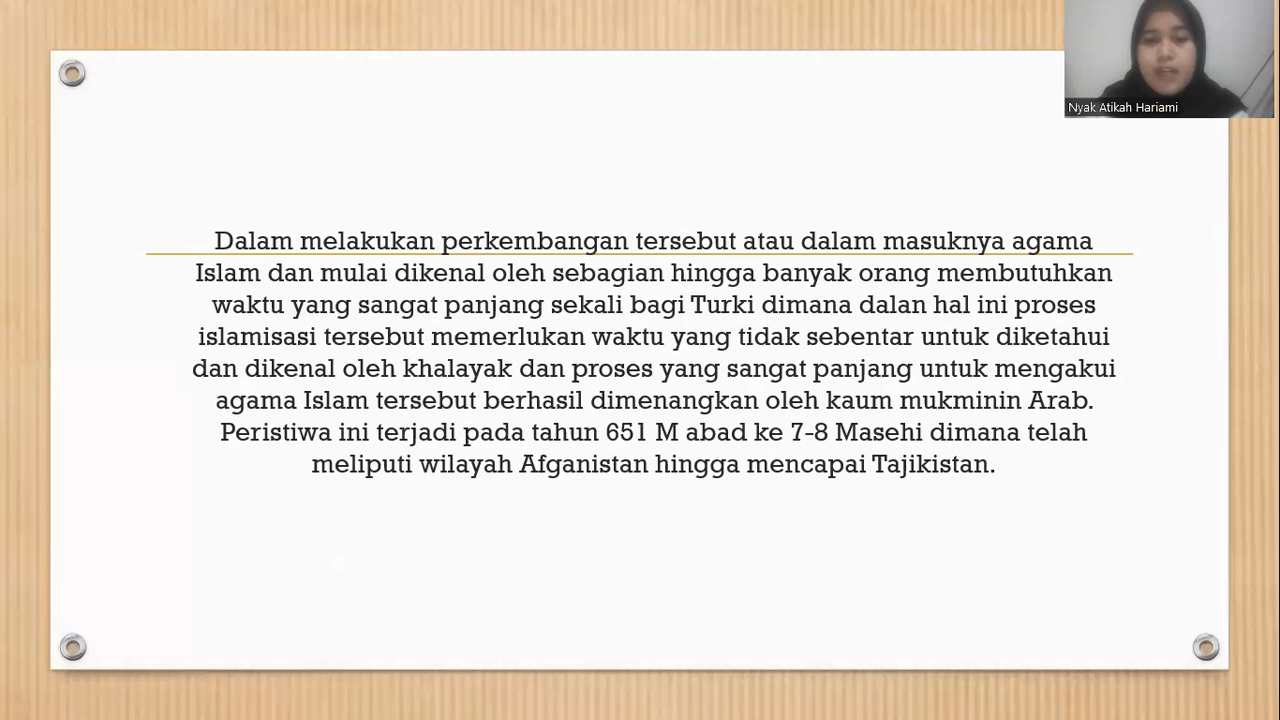 Nyak Atikah Hariami
Dalam melakukan perkembangan tersebut atau dalam masuknya agama
Islam dan mulai dikenal oleh sebagian hingga banyak orang membutuhkan
waktu yang sangat panjang sekali bagi Turki dimana dalan hal ini proses
islamisasi tersebut memerlukan waktu yang tidak sebentar untuk diketahui
dan dikenal oleh khalayak dan proses yang sangat panjang untuk mengakui
agama Islam tersebut berhasil dimenangkan oleh kaum mukminin Arab.
Peristiwa ini terjadi pada tahun 651 M abad ke 7-8 Masehi dimana telah
meliputi wilayah Afganistan hingga mencapai Tajikistan.